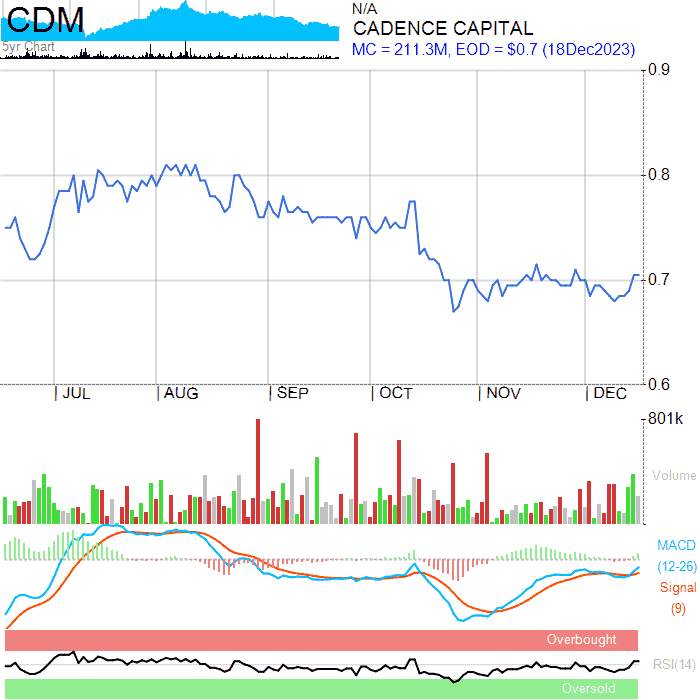 CDM
5yr Chart
N/A
CADENCE CAPITAL
MC = 211.3M, EOD = $0.7 (18Dec2023)
0.9
0.8
0.7
0.6
JUL
AUG
SEP
OCT
NOV
DEC
801k
Volume
MACD
(12-26)
Signal
(9)
Overbought
RSI(14)
Oversold